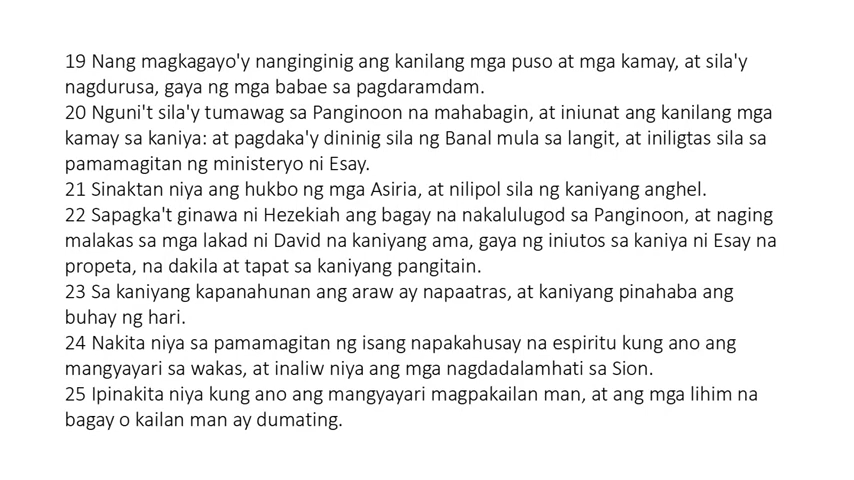 19 Nang magkagayo'y nanginginig ang kanilang mga puso at mga kamay, at sila'y
nagdurusa, gaya ng mga babae sa pagdaramdam.
20 Nguni't sila'y tumawag sa Panginoon na mahabagin, at iniunat ang kanilang mga
kamay sa kaniya: at pagdaka'y dininig sila ng Banal mula sa langit, at iniligtas sila sa
pamamagitan ng ministeryo ni Esay.
21 Sinaktan niya ang hukbo ng mga Asiria, at nilipol sila ng kaniyang anghel.
22 Sapagka't ginawa ni Hezekiah ang bagay na nakalulugod sa Panginoon, at naging
malakas sa mga lakad ni David na kaniyang ama, gaya ng iniutos sa kaniya ni Esay na
propeta, na dakila at tapat sa kaniyang pangitain.
23 Sa kaniyang kapanahunan ang araw ay napaatras, at kaniyang pinahaba ang
buhay ng hari.
24 Nakita niya sa pamamagitan ng isang napakahusay na espiritu kung ano ang
mangyayari sa wakas, at inaliw niya ang mga nagdadalamhati sa Sion.
25 Ipinakita niya kung ano ang mangyayari magpakailan man, at ang mga lihim na
bagay o kailan man ay dumating.